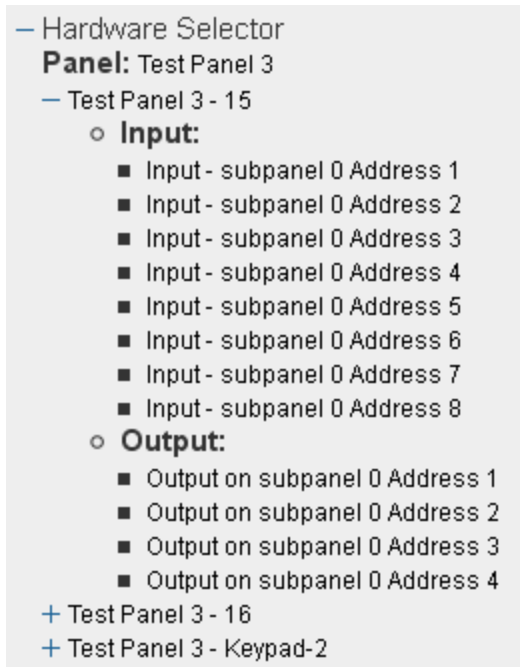 Hardware Selector
Panel: Test Panel 3
Test Panel 3 - 15
Input:
Input - subpanel 0 Address 1
Input - subpanel 0 Address 2
Input - subpanel 0 Address 3
Input - subpanel 0 Address 4
Input - subpanel 0 Address 5
Input - subpanel 0 Address 6
Input - subpanel 0 Address 7
Input - subpanel 0 Address 8
Output:
Output on subpanel 0 Address 1
Output on subpanel 0 Address 2
Output on subpanel 0 Address 3
Output on subpanel 0 Address 4
Test Panel 3 - 16
Test Panel 3 - Keypad-2